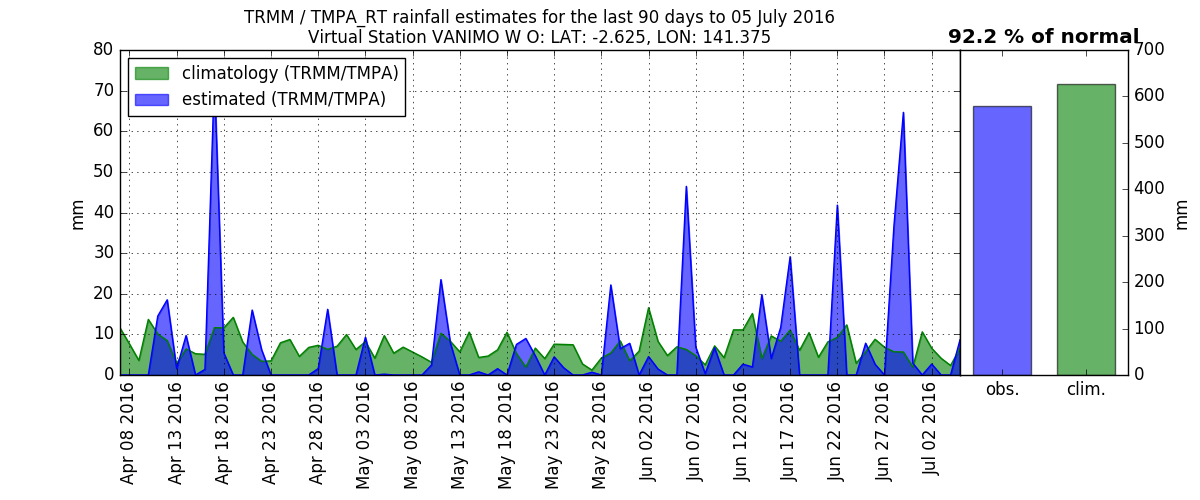 TRMM / TMPA_RT rainfall estimates for the last 90 days to 05 July 2016
Virtual Station VANIMO W O: LAT: -2.625, LON: 141.375
92.2 % of normal
climatology (TRMM/TMPA)
estimated (TRMM/TMPA)
80
70
60
50
40
30
20
10
0
mm
Apr 08 2016
Apr 13 2016
Apr 18 2016
Apr 23 2016
Apr 28 2016
May 03 2016
May 08 2016
May 13 2016
May 18 2016
May 23 2016
May 28 2016
Jun 02 2016
Jun 07 2016
Jun 12 2016
Jun 17 2016
Jun 22 2016
Jun 27 2016
Jul 02 2016
obs.
clim.
700
600
500
400
300
200
100
0
mm